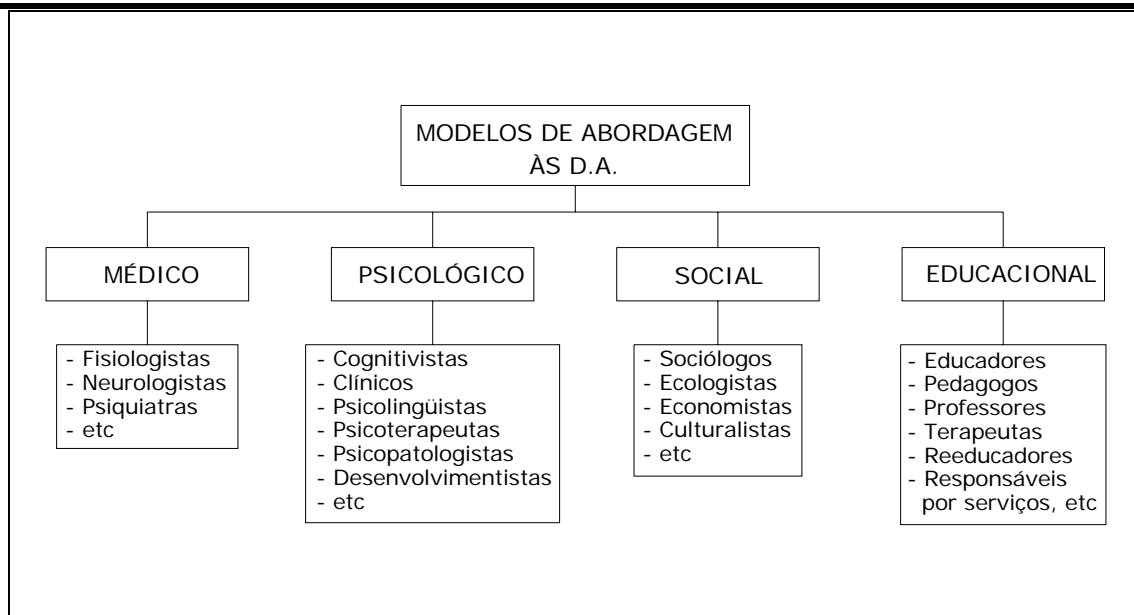 MODELOS DE ABORDAGEM
ÀS D.A.
MÉDICO
- Fisiologistas
- Neurologistas
- Psiquiatras
- etc
PSICOLÓGICO
- Cognitivistas
- Clínicos
- Psicolingüistas
- Psicoterapeutas
- Psicopatologistas
- Desenvolvimentistas
- etc
SOCIAL
- Sociólogos
- Ecologistas
- Economistas
- Culturalistas
- etc
EDUCACIONAL
- Educadores
- Pedagogos
- Professores
- Terapeutas
- Reeducadores
- Responsáveis
por serviços, etc